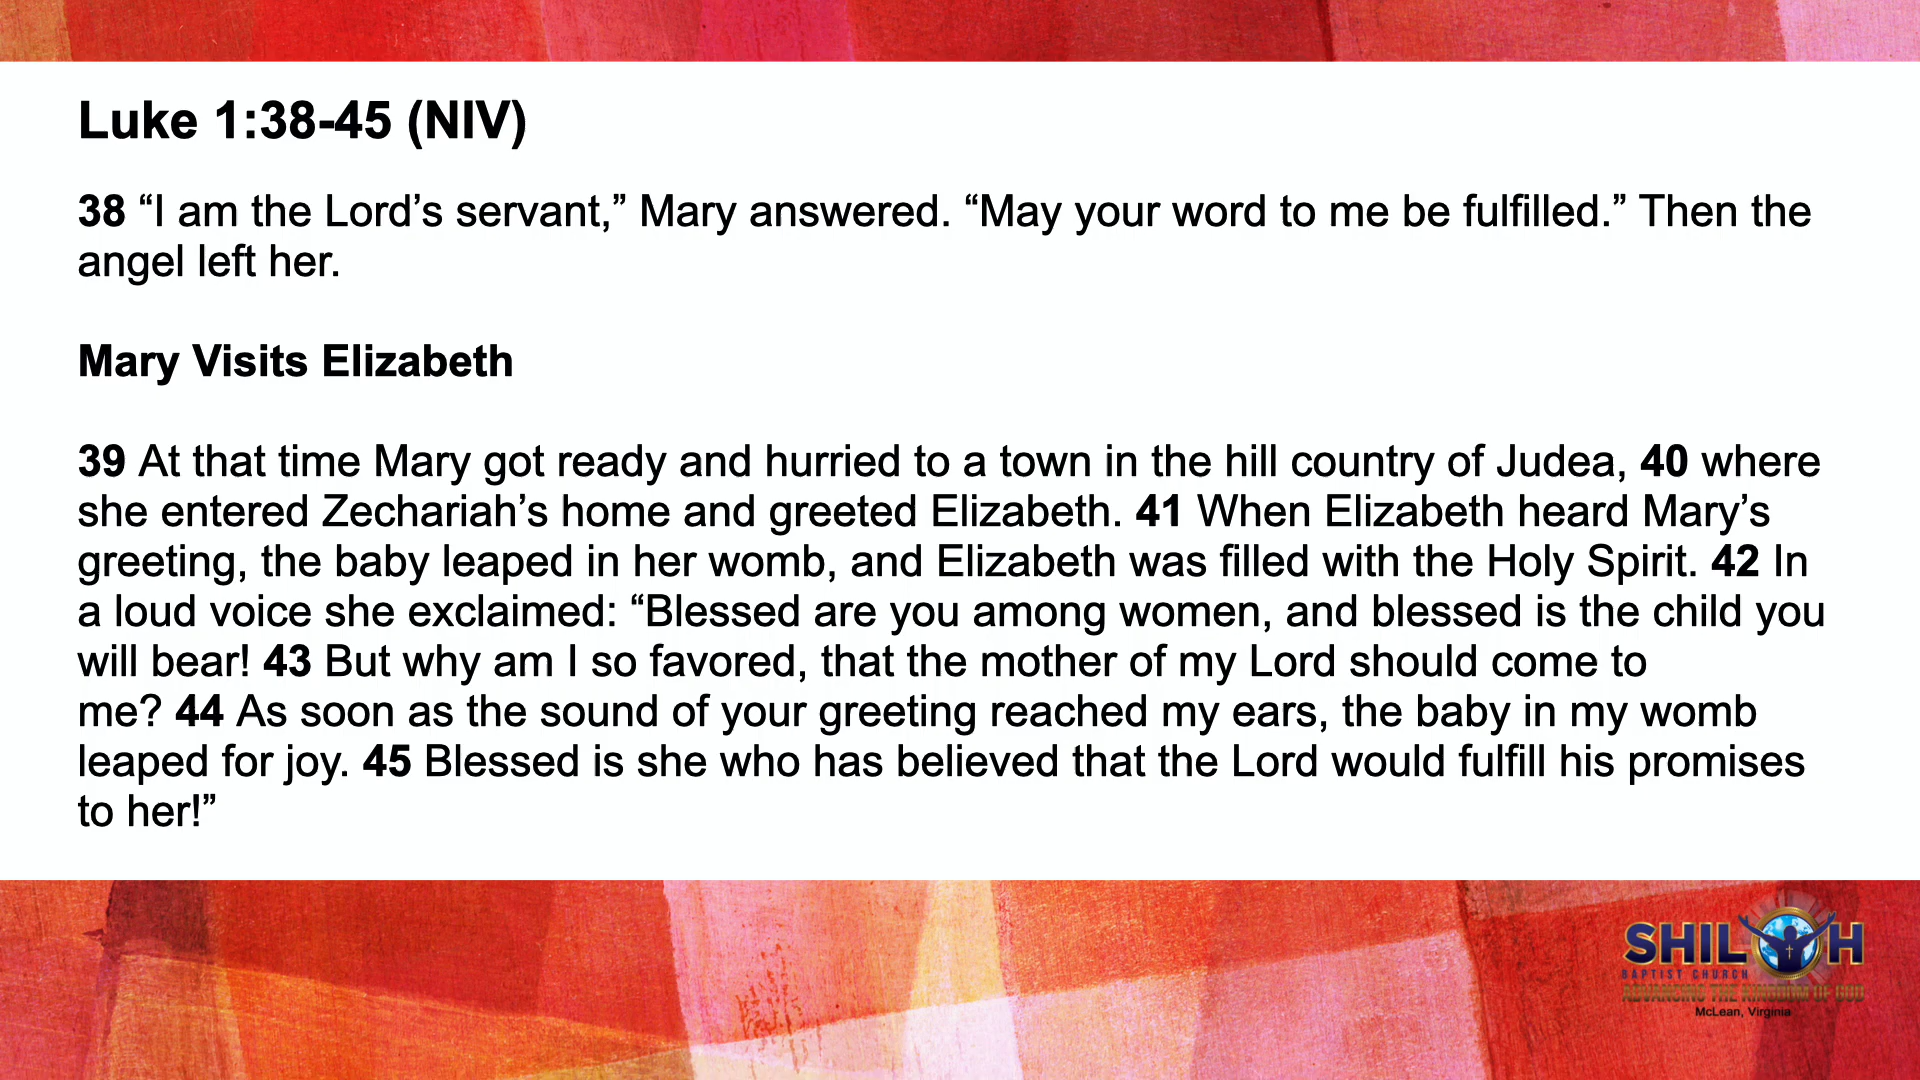 Luke 1:38-45 (NIV)
38 “I am the Lord’s servant,” Mary answered. “May your word to me be fulfilled.” Then the
angel left her.
Mary Visits Elizabeth
39 At that time Mary got ready and hurried to a town in the hill country of Judea, 40 where
she entered Zechariah’s home and greeted Elizabeth. 41 When Elizabeth heard Mary’s
greeting, the baby leaped in her womb, and Elizabeth was filled with the Holy Spirit. 42 In
a loud voice she exclaimed: “Blessed are you among women, and blessed is the child you
will bear! 43 But why am I so favored, that the mother of my Lord should come to
me? 44 As soon as the sound of your greeting reached my ears, the baby in my womb
leaped for joy. 45 Blessed is she who has believed that the Lord would fulfill his promises
to her!”
SHILOH
BAPTIST CHURCH
ADVANCING THE KINGDOM OF GOD
McLean, Virginia